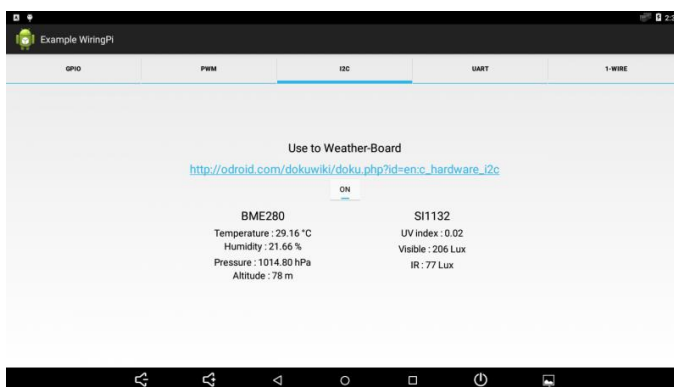 Example WiringPi
GPIO PWM I2C UART 1-WIRE
Use to Weather-Board
http://odroid.com/dokuwiki/doku.php?id=en:c_hardware_i2c
ON
BME280
Temperature : 29.16 °C
Humidity : 21.66 %
Pressure : 1014.80 hPa
Altitude : 78 m
SI1132
UV index : 0.02
Visible : 206 Lux
IR : 77 Lux